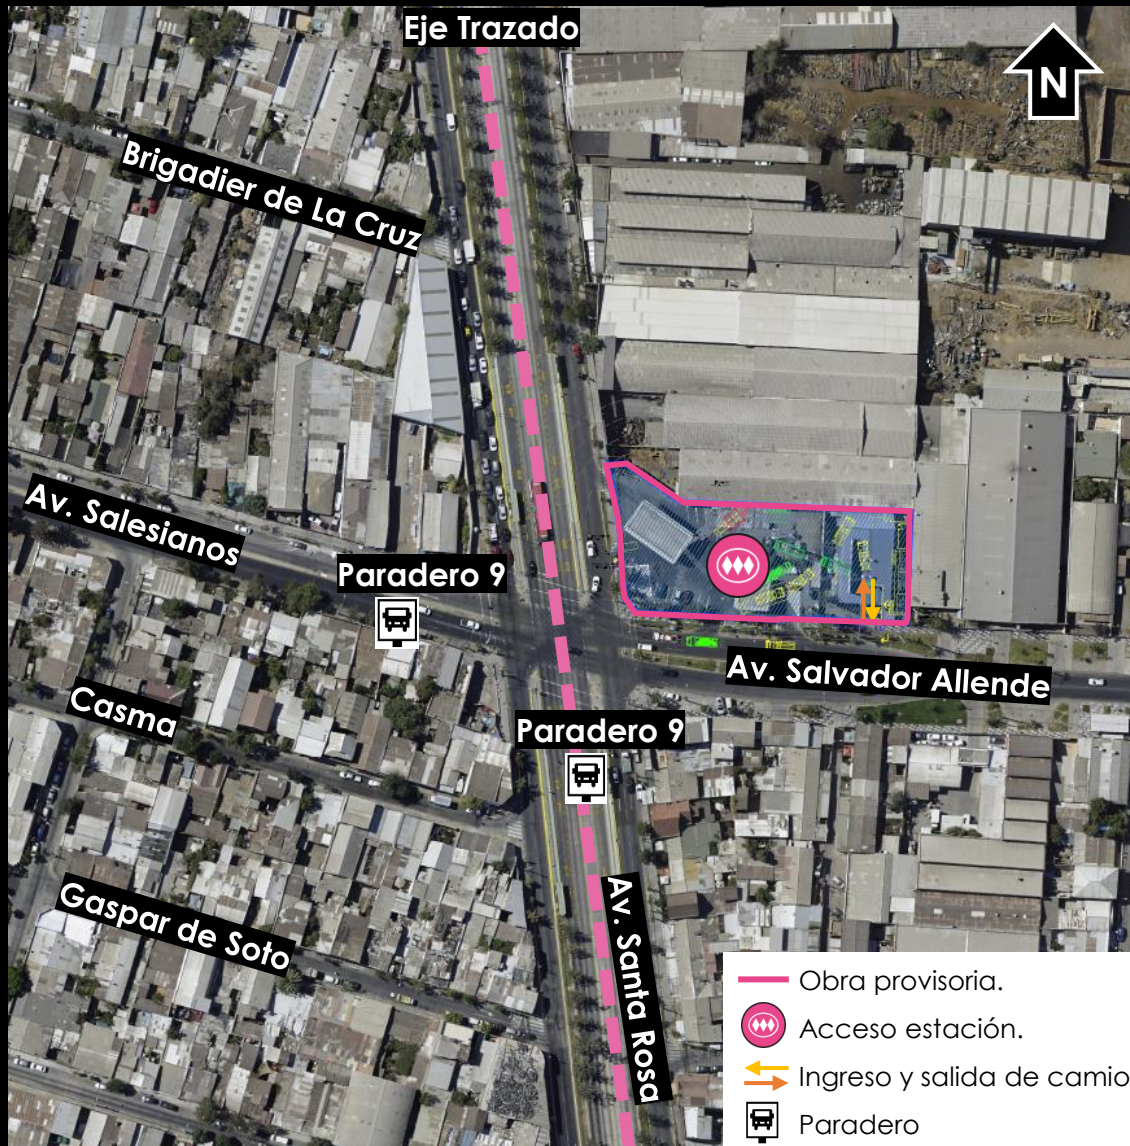 Eje Trazado
N
Brigadier de La Cruz
Av. Salesianos
Paradero 9
Av. Salvador Allende
Casma
Paradero 9
Gaspar de Soto
Av. Santa Rosa
Obra provisoria.
Acceso estación.
Ingreso y salida de camio
Paradero